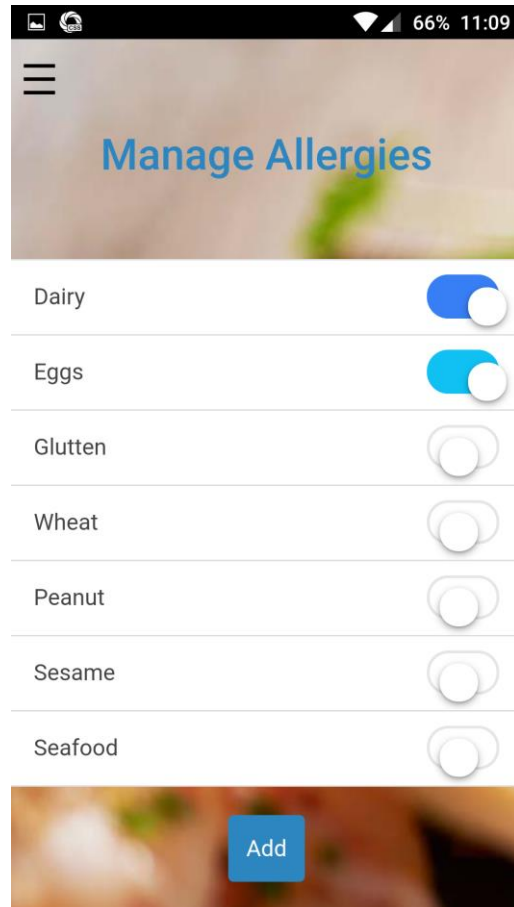 66% 11:09
Manage Allergies
Dairy
Eggs
Glutten
Wheat
Peanut
Sesame
Seafood
Add